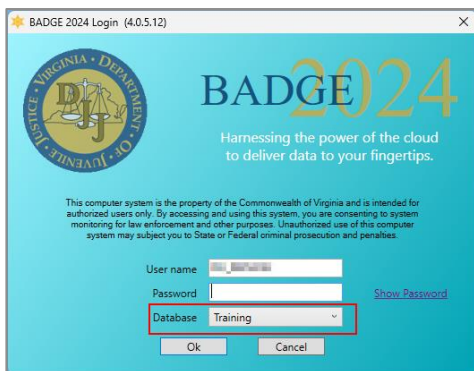 BADGE 2024 Login (4.0.5.12)
VIRGINIA DEPARTMENT OF JUVENILE JUSTICE
DJJ
BADGE 2024
Harnessing the power of the cloud
to deliver data to your fingertips.
This computer system is the property of the Commonwealth of Virginia and is intended for
authorized users only. By accessing and using this system, you are consenting to system
monitoring for law enforcement and other purposes. Unauthorized use of this computer
system may subject you to State or Federal criminal prosecution and penalties.
User name
Password Show Password
Database Training
Ok Cancel